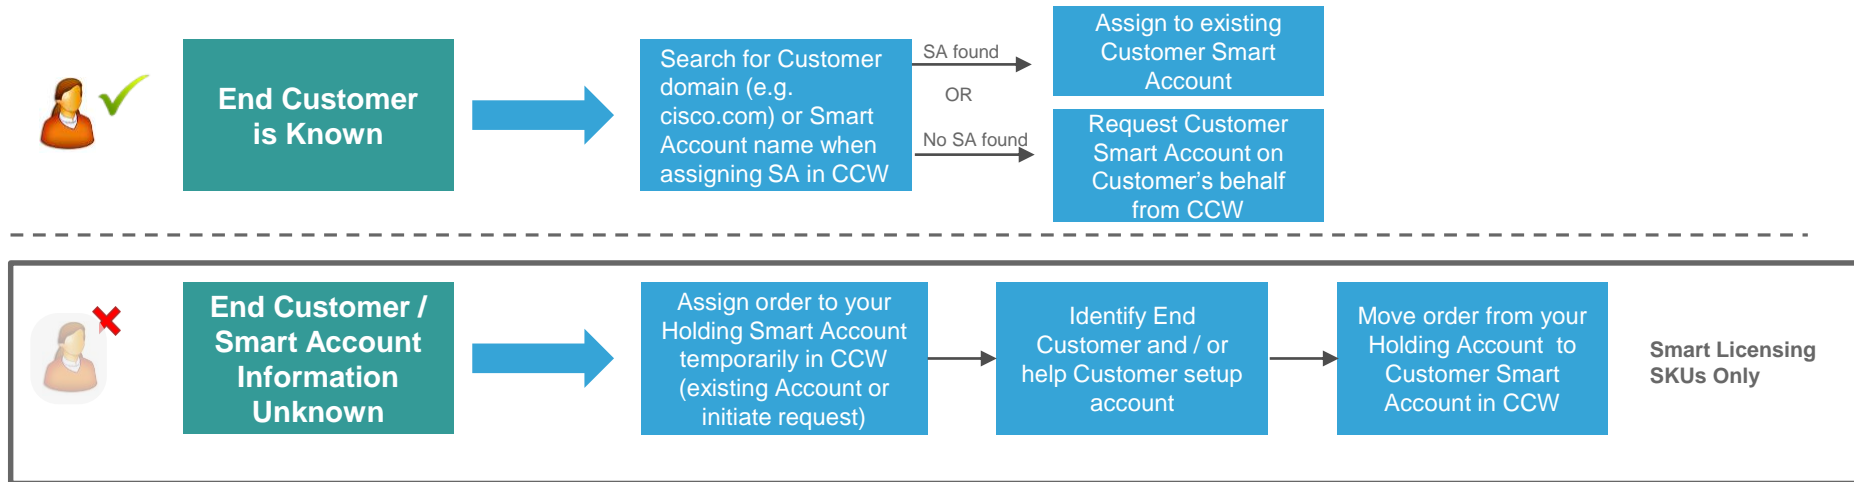 End Customer
is Known
Search for Customer
domain (e.g.
cisco.com) or Smart
Account name when
assigning SA in CCW
SA found
OR
No SA found
Assign to existing
Customer Smart
Account
Request Customer
Smart Account on
Customer’s behalf
from CCW
End Customer /
Smart Account
Information
Unknown
Assign order to your
Holding Smart Account
temporarily in CCW
(existing Account or
initiate request)
Identify End
Customer and / or
help Customer setup
account
Move order from your
Holding Account to
Customer Smart
Account in CCW
Smart Licensing
SKUs Only